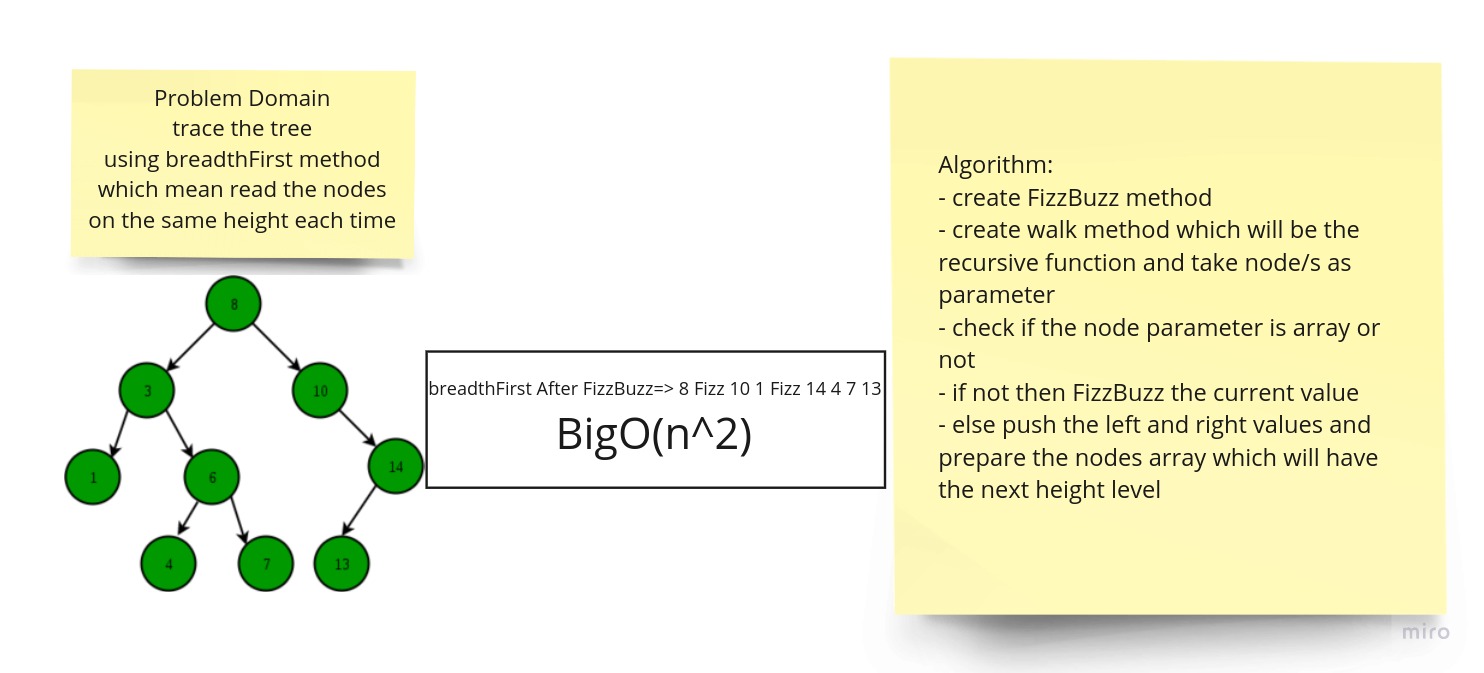 Problem Domain
trace the tree
using breadthFirst method
which mean read the nodes
on the same height each time
8
3
10
1
6
14
4
7
13
breadthFirst After FizzBuzz=> 8 Fizz 10 1 Fizz 14 4 7 13
BigO(n^2)
Algorithm:
- create FizzBuzz method
- create walk method which will be the
recursive function and take node/s as
parameter
- check if the node parameter is array or
not
- if not then FizzBuzz the current value
- else push the left and right values and
prepare the nodes array which will have
the next height level
miro